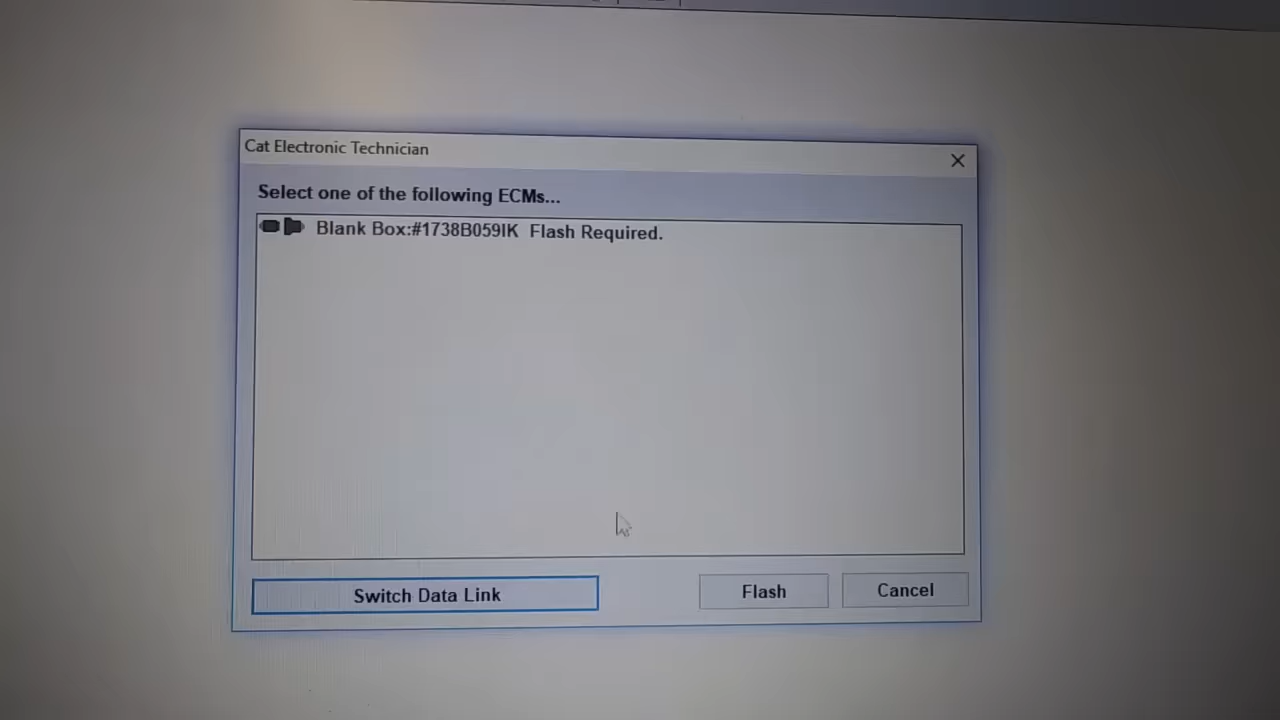 Cat Electronic Technician
Select one of the following ECMs...
Blank Box:#1738B059IK Flash Required.
Switch Data Link
Flash
Cancel